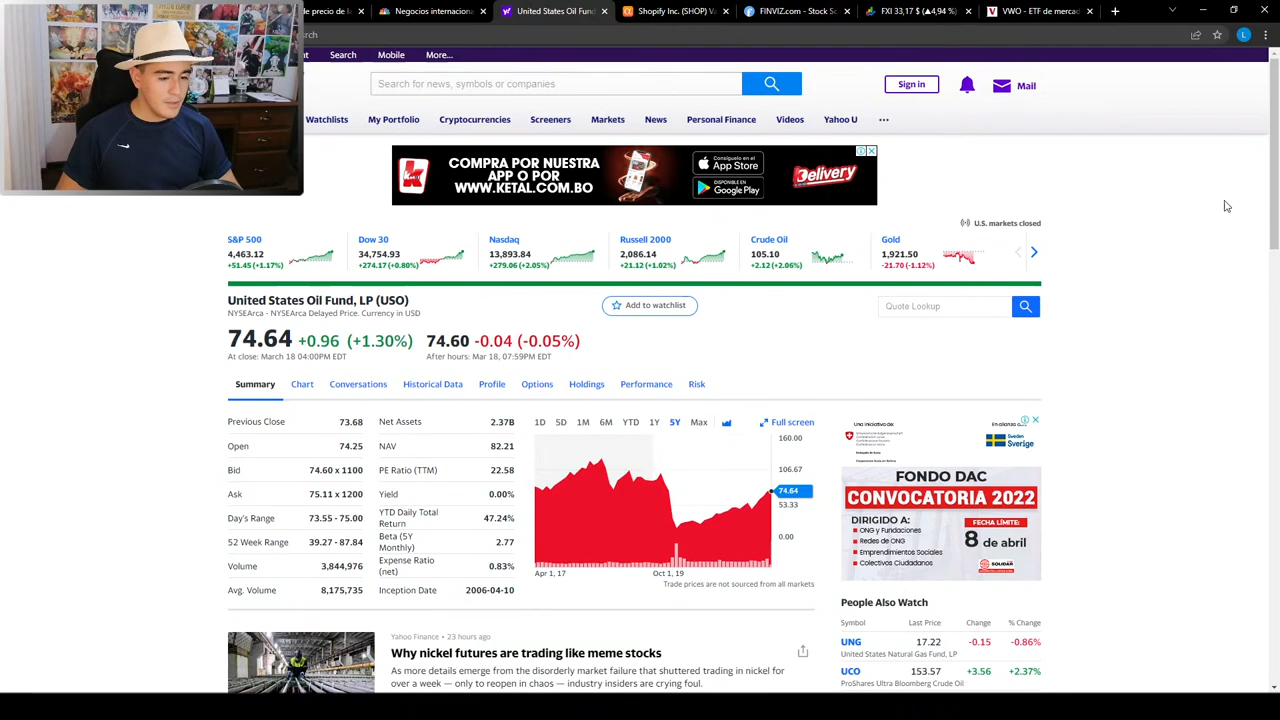 de precio de l
Negocios internaciona
United States Oil Fund
Shopify Inc. (SHOP) Va
FINVIZ.com - Stock Sc
FXI 33,17 $ (▲4,94 %)
VWO - ETF de mercado
Search
Mobile
More...
Search for news, symbols or companies
Sign in
Mail
Watchlists
My Portfolio
Cryptocurrencies
Screeners
Markets
News
Personal Finance
Videos
Yahoo U
COMPRA POR NUESTRA
APP O POR
WWW.KETAL.COM.BO
Consíguelo en el
App Store
DISPONIBLE EN
Google Play
Delivery
U.S. markets closed
S&P 500
4,463.12
+51.45 (+1.17%)
Dow 30
34,754.93
+274.17 (+0.80%)
Nasdaq
13,893.84
+279.06 (+2.05%)
Russell 2000
2,086.14
+21.12 (+1.02%)
Crude Oil
105.10
+2.12 (+2.06%)
Gold
1,921.50
-21.70 (-1.12%)
United States Oil Fund, LP (USO)
NYSEArca - NYSEArca Delayed Price. Currency in USD
Add to watchlist
Quote Lookup
74.64 +0.96 (+1.30%)
At close: March 18 04:00PM EDT
74.60 -0.04 (-0.05%)
After hours: Mar 18, 07:59PM EDT
Summary
Chart
Conversations
Historical Data
Profile
Options
Holdings
Performance
Risk
Previous Close 73.68
Open 74.25
Bid 74.60 x 1100
Ask 75.11 x 1200
Day's Range 73.55 - 75.00
52 Week Range 39.27 - 87.84
Volume 3,844,976
Avg. Volume 8,175,735
Net Assets 2.37B
NAV 82.21
PE Ratio (TTM) 22.58
Yield 0.00%
YTD Daily Total
Return 47.24%
Beta (5Y
Monthly) 2.77
Expense Ratio
(net) 0.83%
Inception Date 2006-04-10
1D 5D 1M 6M YTD 1Y 5Y Max
Full screen
160.00
106.67
74.64
53.33
0.00
Apr 1, 17
Oct 1, 19
Trade prices are not sourced from all markets
Una iniciativa de:
En alianza
Sweden
Sverige
FONDO DAC
CONVOCATORIA 2022
DIRIGIDO A:
ONG y Fundaciones
Redes de ONG
Emprendimientos Sociales
Colectivos Ciudadanos
FECHA LÍMITE:
8 de abril
SOLIDAR
People Also Watch
Symbol Last Price Change % Change
UNG 17.22 -0.15 -0.86%
United States Natural Gas Fund, LP
UCO 153.57 +3.56 +2.37%
ProShares Ultra Bloomberg Crude Oil
Yahoo Finance • 23 hours ago
Why nickel futures are trading like meme stocks
As more details emerge from the disorderly market failure that shuttered trading in nickel for
over a week — only to reopen in chaos — industry insiders are crying foul.